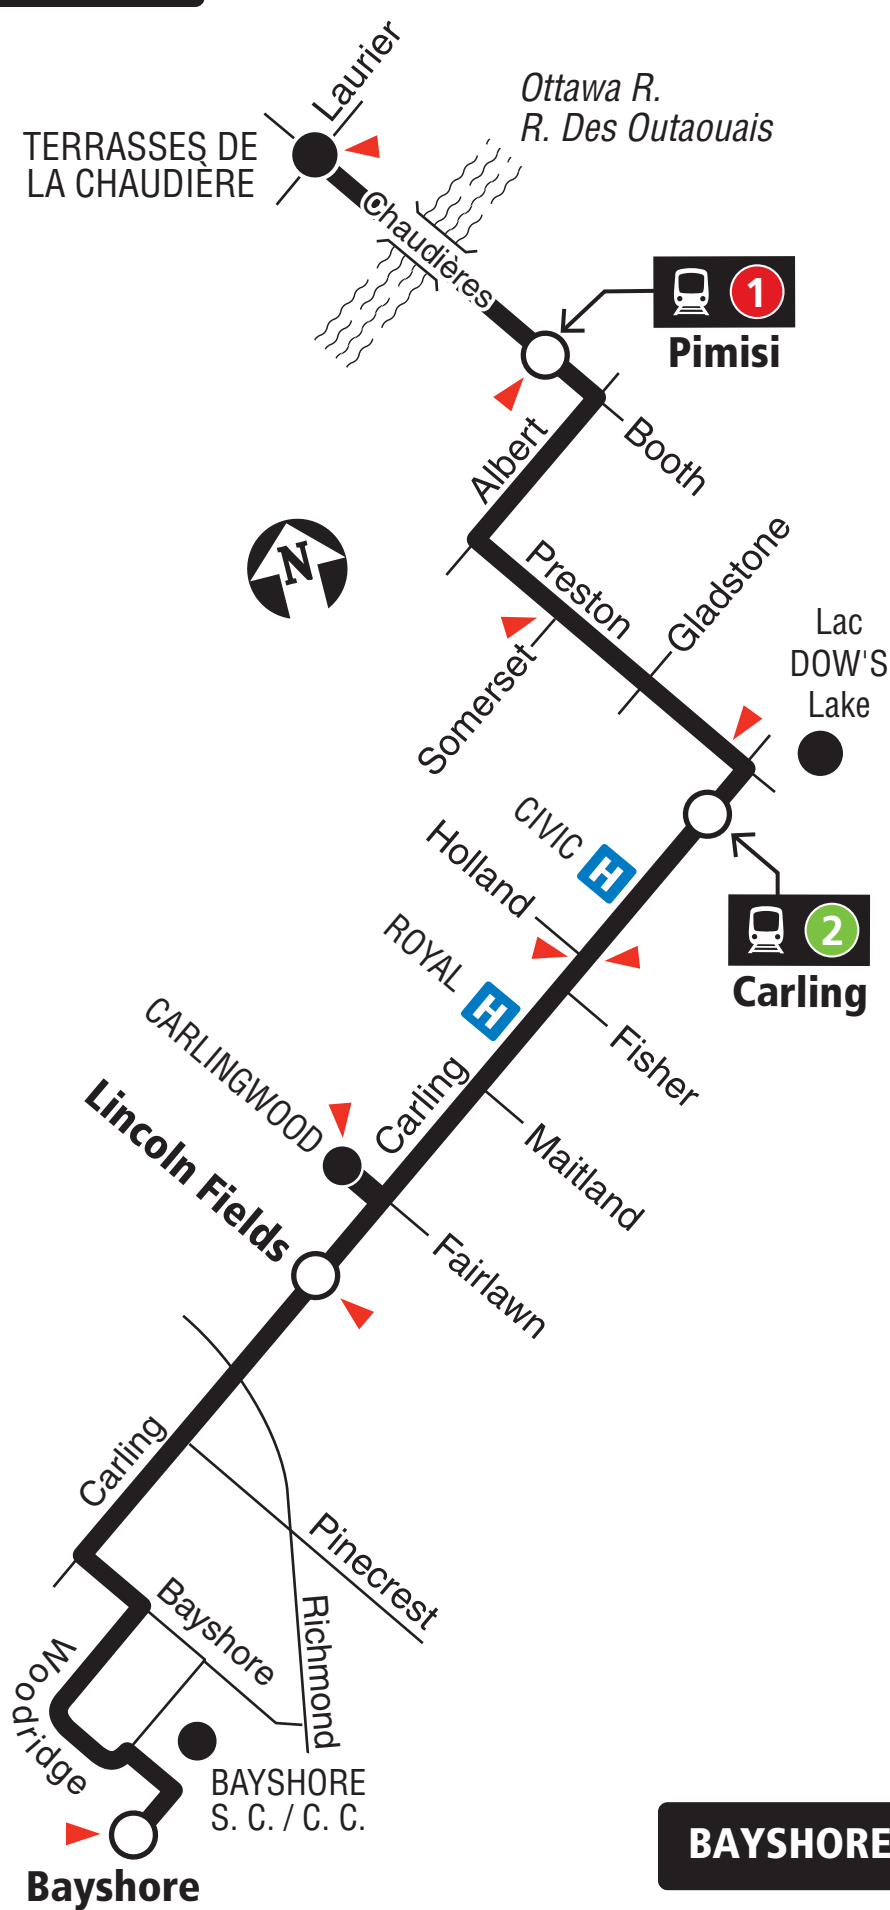 Laurier
Ottawa R.
R. Des Outaouais
TERRASSES DE
LA CHAUDIÈRE
Chaudières
1
Pimisi
Albert
Booth
N
Preston
Gladstone
Somerset
Lac
DOW'S
Lake
CIVIC
H
Holland
2
Carling
ROYAL
H
Fisher
CARLINGWOOD
Carling
Maitland
Lincoln Fields
Fairlawn
Carling
Pinecrest
Bayshore
Richmond
Woodridge
BAYSHORE
S. C. / C. C.
Bayshore
BAYSHORE